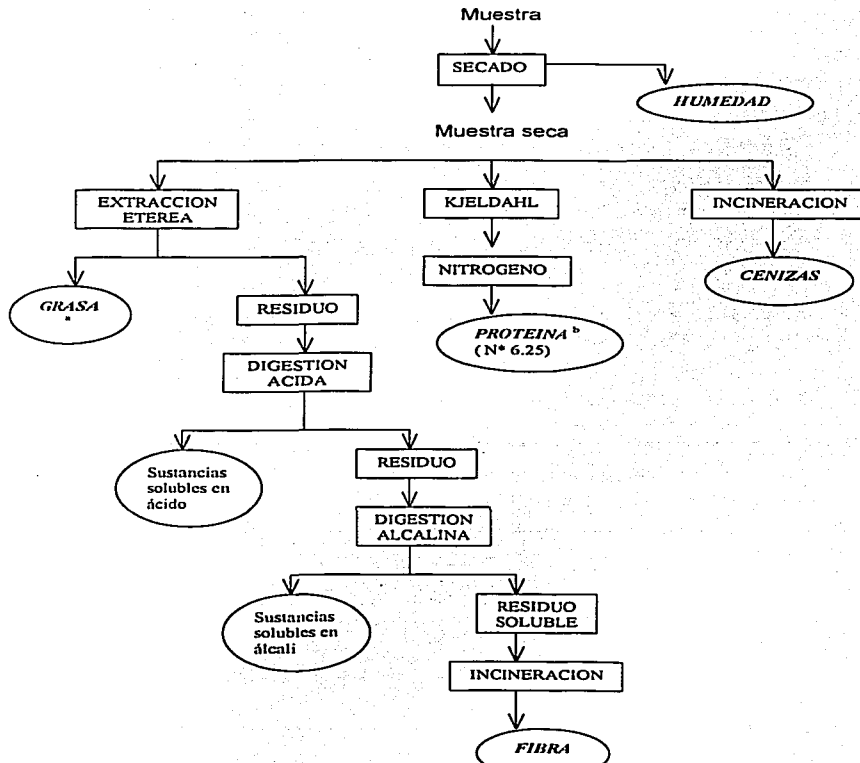 Muestra
SECADO
HUMEDAD
Muestra seca
EXTRACCION
ETEREA
KJELDAHL
INCINERACION
NITROGENO
CENIZAS
GRASA
a
RESIDUO
PROTEINA b
(N* 6.25)
DIGESTION
ACIDA
Sustancias
solubles en
ácido
RESIDUO
DIGESTION
ALCALINA
Sustancias
solubles en
álcali
RESIDUO
SOLUBLE
INCINERACION
FIBRA